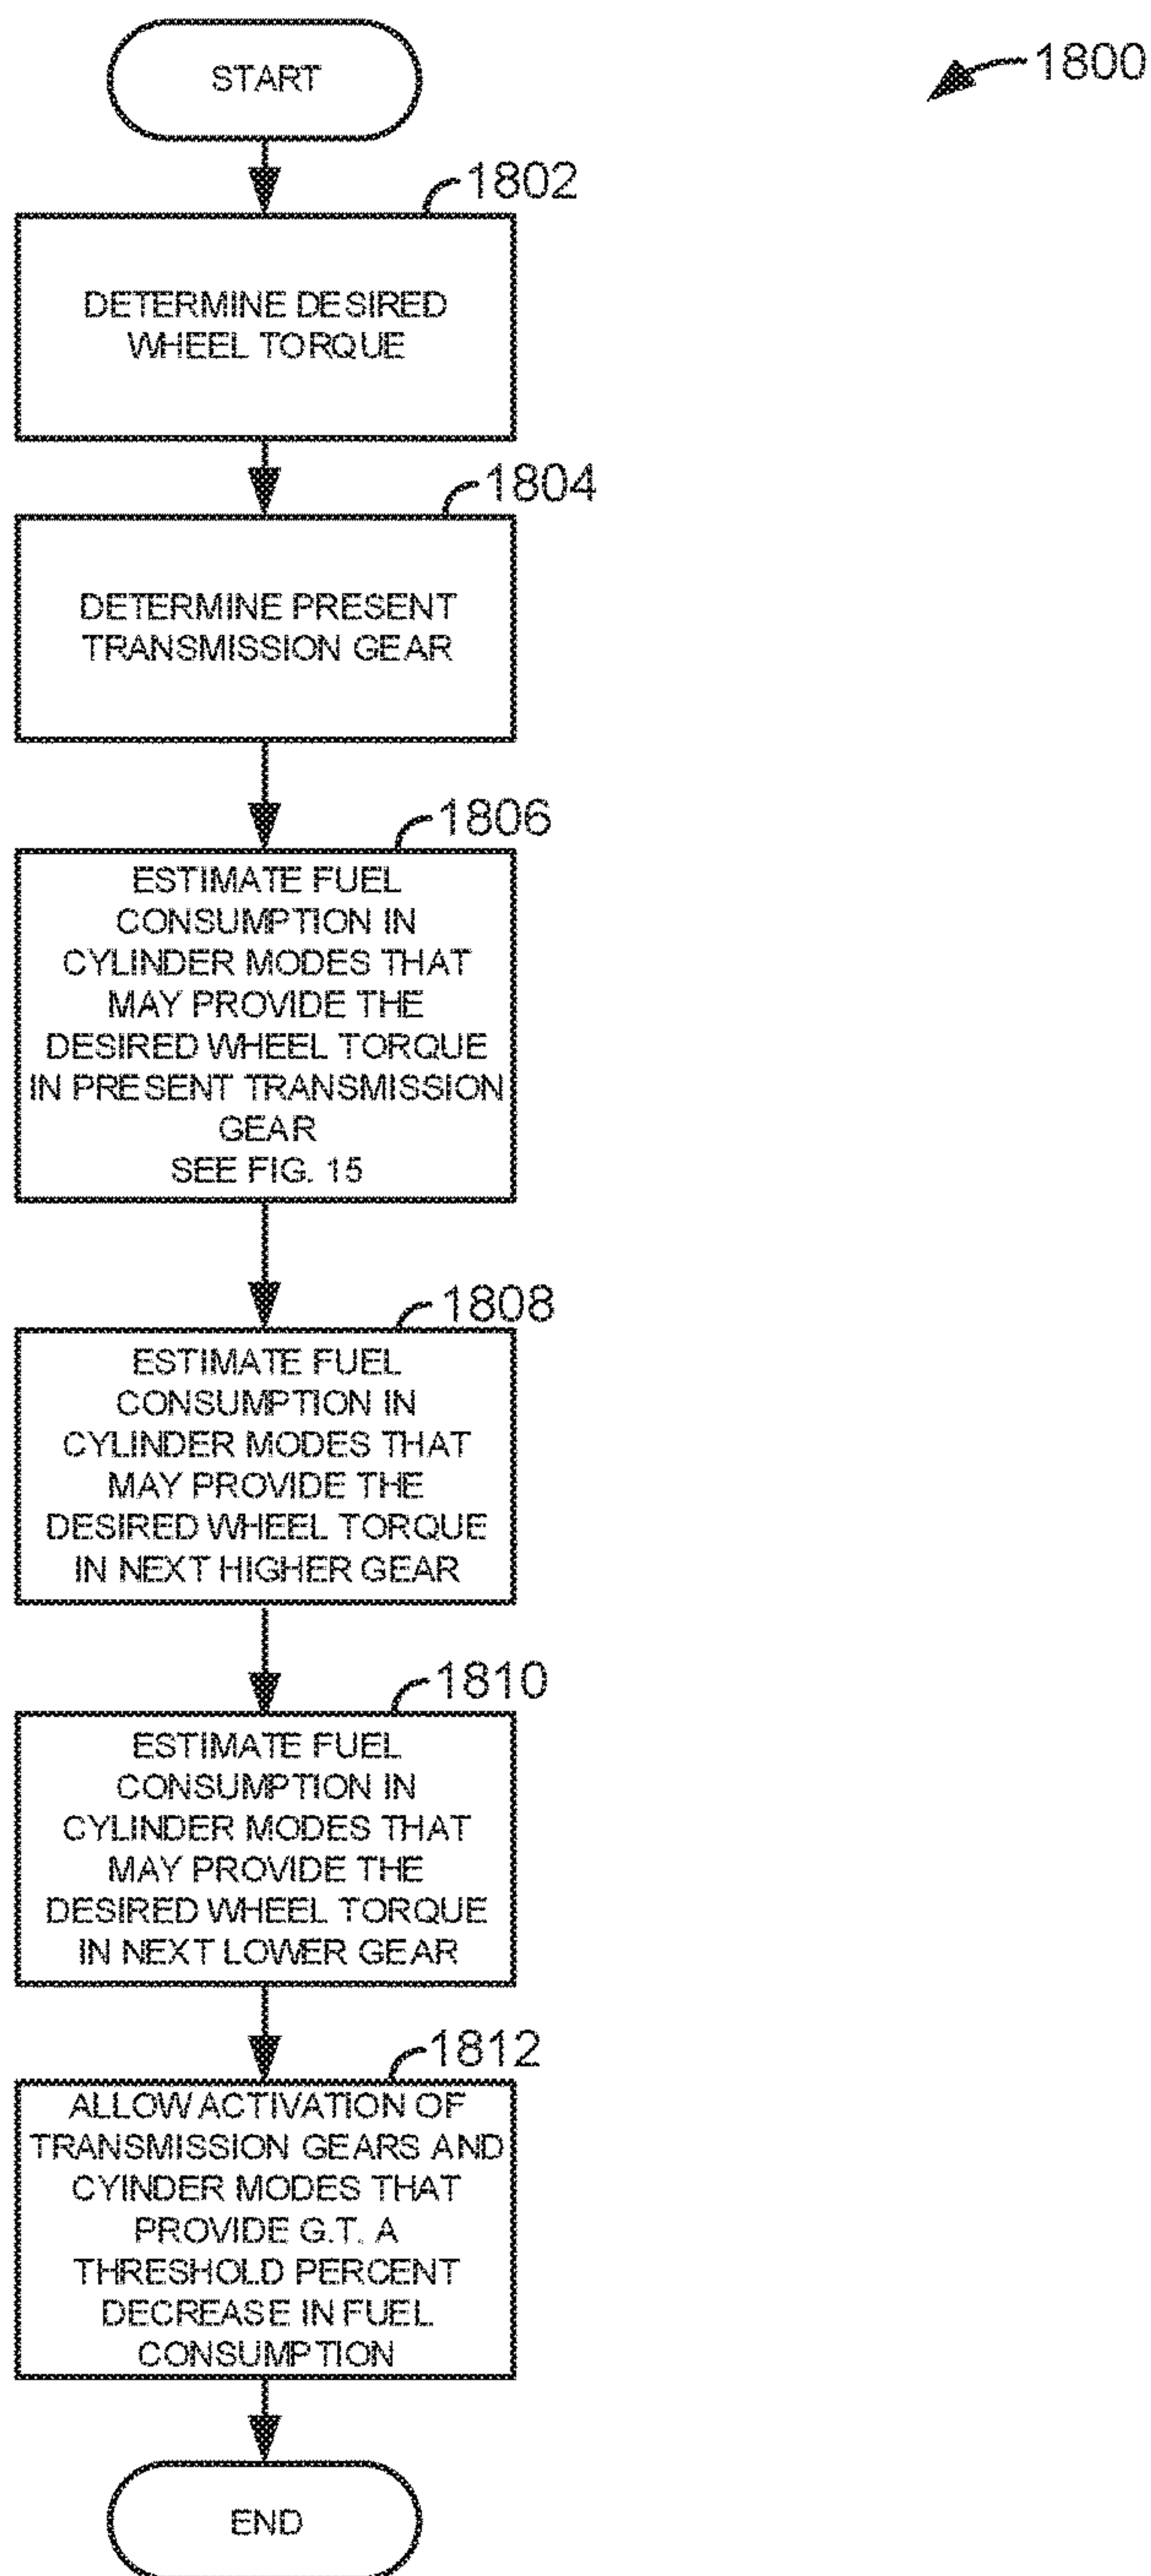 START
1800
1802
DETERMINE DESIRED
WHEEL TORQUE
1804
DETERMINE PRESENT
TRANSMISSION GEAR
1806
ESTIMATE FUEL
CONSUMPTION IN
CYLINDER MODES THAT
MAY PROVIDE THE
DESIRED WHEEL TORQUE
IN PRESENT TRANSMISSION
GEAR
SEE FIG. 15
1808
ESTIMATE FUEL
CONSUMPTION IN
CYLINDER MODES THAT
MAY PROVIDE THE
DESIRED WHEEL TORQUE
IN NEXT HIGHER GEAR
1810
ESTIMATE FUEL
CONSUMPTION IN
CYLINDER MODES THAT
MAY PROVIDE THE
DESIRED WHEEL TORQUE
IN NEXT LOWER GEAR
1812
ALLOW ACTIVATION OF
TRANSMISSION GEARS AND
CYINDER MODES THAT
PROVIDE G.T. A
THRESHOLD PERCENT
DECREASE IN FUEL
CONSUMPTION
END